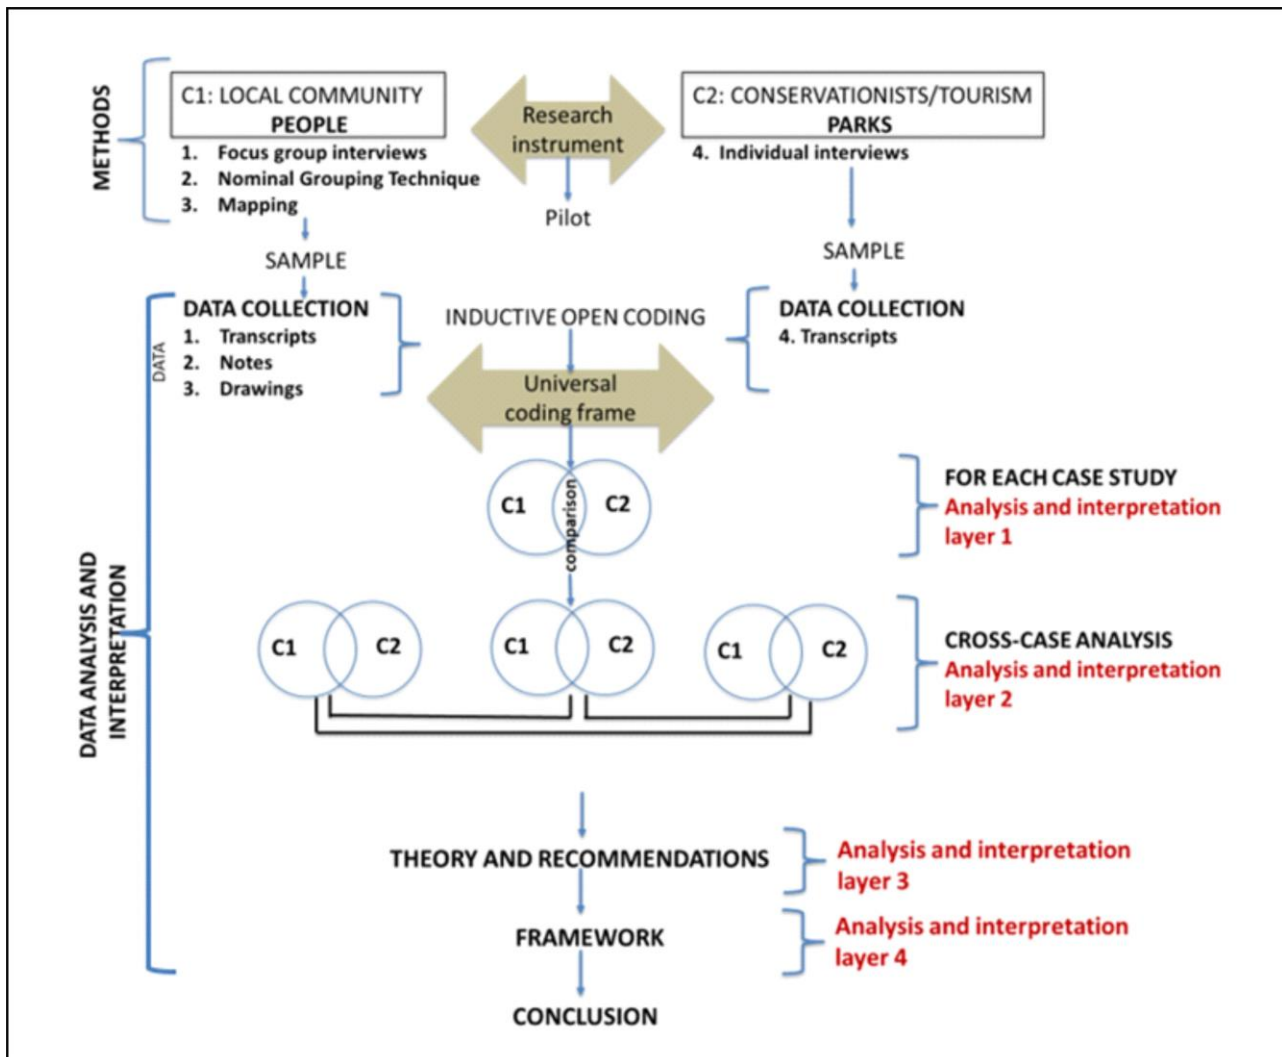 METHODS
C1: LOCAL COMMUNITY
PEOPLE
1. Focus group interviews
2. Nominal Grouping Technique
3. Mapping
Research
instrument
Pilot
C2: CONSERVATIONISTS/TOURISM
PARKS
4. Individual interviews
SAMPLE
SAMPLE
DATA ANALYSIS AND
INTERPRETATION
DATA
DATA COLLECTION
1. Transcripts
2. Notes
3. Drawings
INDUCTIVE OPEN CODING
DATA COLLECTION
4. Transcripts
Universal
coding frame
C1
comparison
C2
FOR EACH CASE STUDY
Analysis and interpretation
layer 1
C1
C2
C1
C2
C1
C2
CROSS-CASE ANALYSIS
Analysis and interpretation
layer 2
THEORY AND RECOMMENDATIONS
Analysis and interpretation
layer 3
FRAMEWORK
Analysis and interpretation
layer 4
CONCLUSION